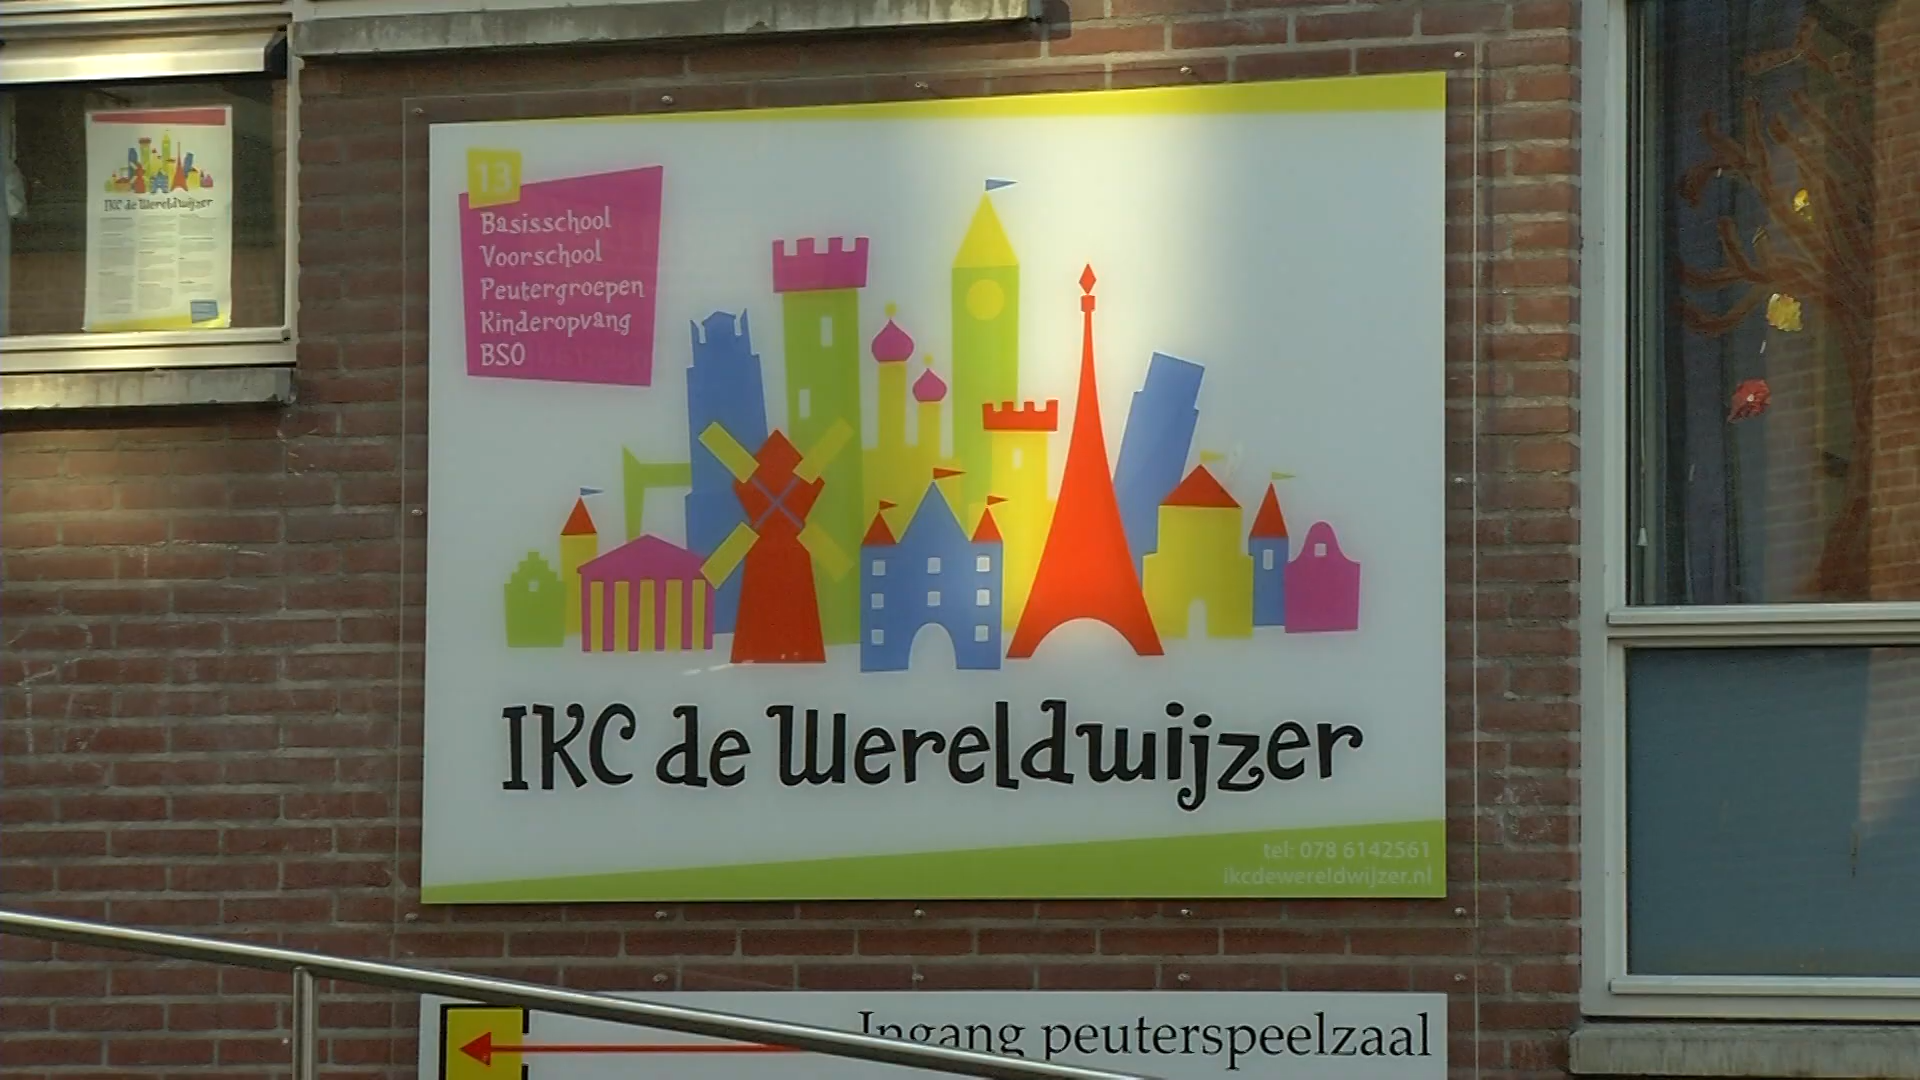 IKC de Wereldwijzer
13
Basisschool
Voorschool
Peutergroepen
Kinderopvang
BSO
IKC de Wereldwijzer
tel: 078 6142561
ikcdewereldwijzer.nl
Ingang peuterspeelzaal